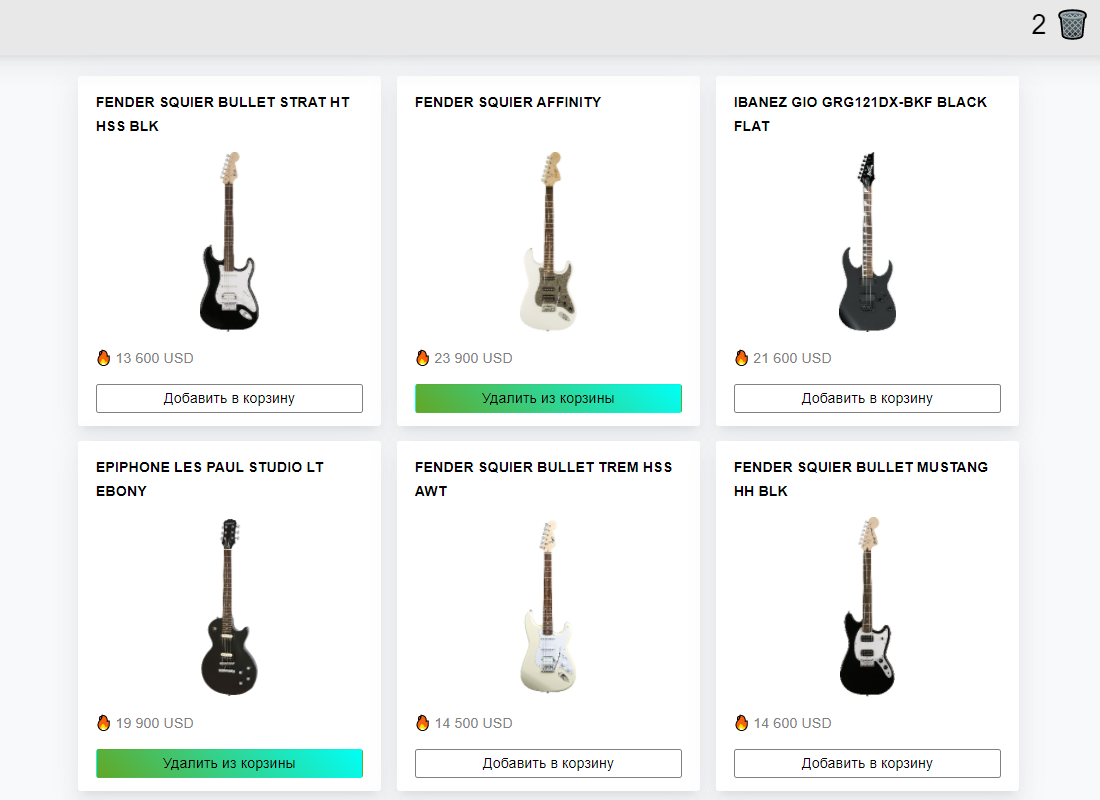 2
FENDER SQUIER BULLET STRAT HT
HSS BLK
13 600 USD
Добавить в корзину
FENDER SQUIER AFFINITY
23 900 USD
Удалить из корзины
IBANEZ GIO GRG121DX-BKF BLACK
FLAT
21 600 USD
Добавить в корзину
EPIPHONE LES PAUL STUDIO LT
EBONY
19 900 USD
Удалить из корзины
FENDER SQUIER BULLET TREM HSS
AWT
14 500 USD
Добавить в корзину
FENDER SQUIER BULLET MUSTANG
HH BLK
14 600 USD
Добавить в корзину